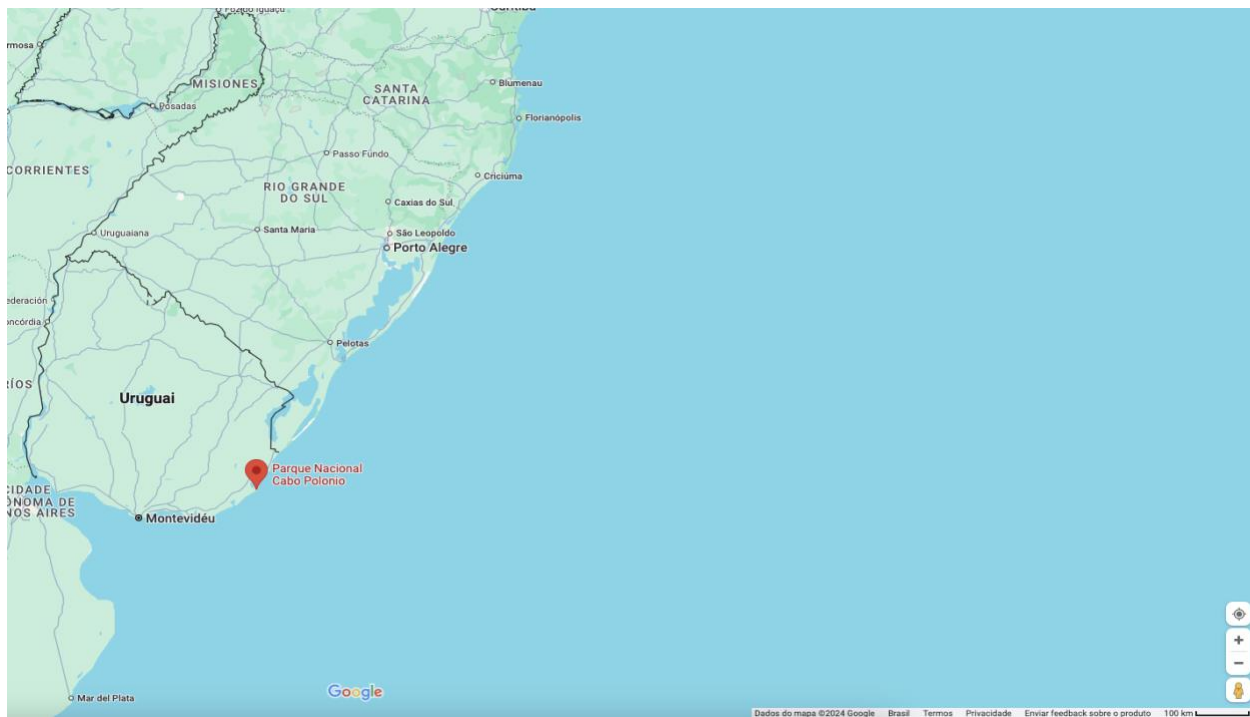 Foz do Iguaçu
Curitiba
rmosa
MISIONES
Blumenau
SANTA
CATARINA
Posadas
Florianópolis
Passo Fundo
CORRIENTES
Criciúma
RIO GRANDE
DO SUL
Caxias do Sul
Uruguaiana
Santa Maria
São Leopoldo
Porto Alegre
ederación
oncórdia
Pelotas
RÍOS
Uruguai
Parque Nacional
Cabo Polonio
CIDADE
ÔNOMA DE
NOS AIRES
Montevidéu
Mar del Plata
Google
Dados do mapa ©2024 Google Brasil Termos Privacidade Enviar feedback sobre o produto 100 km